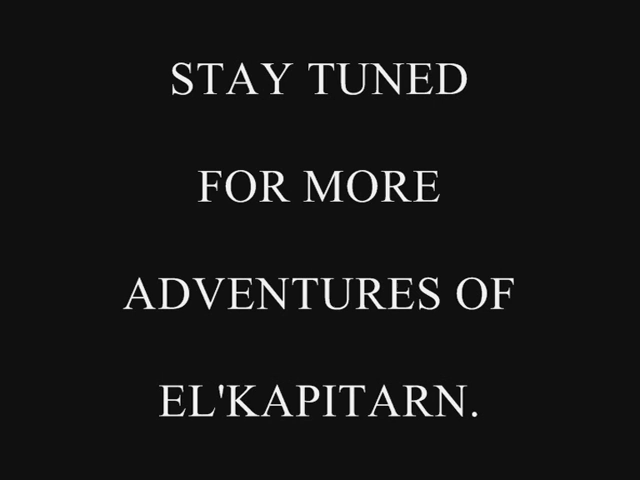 STAY TUNED
FOR MORE
ADVENTURES OF
EL'KAPITARN.